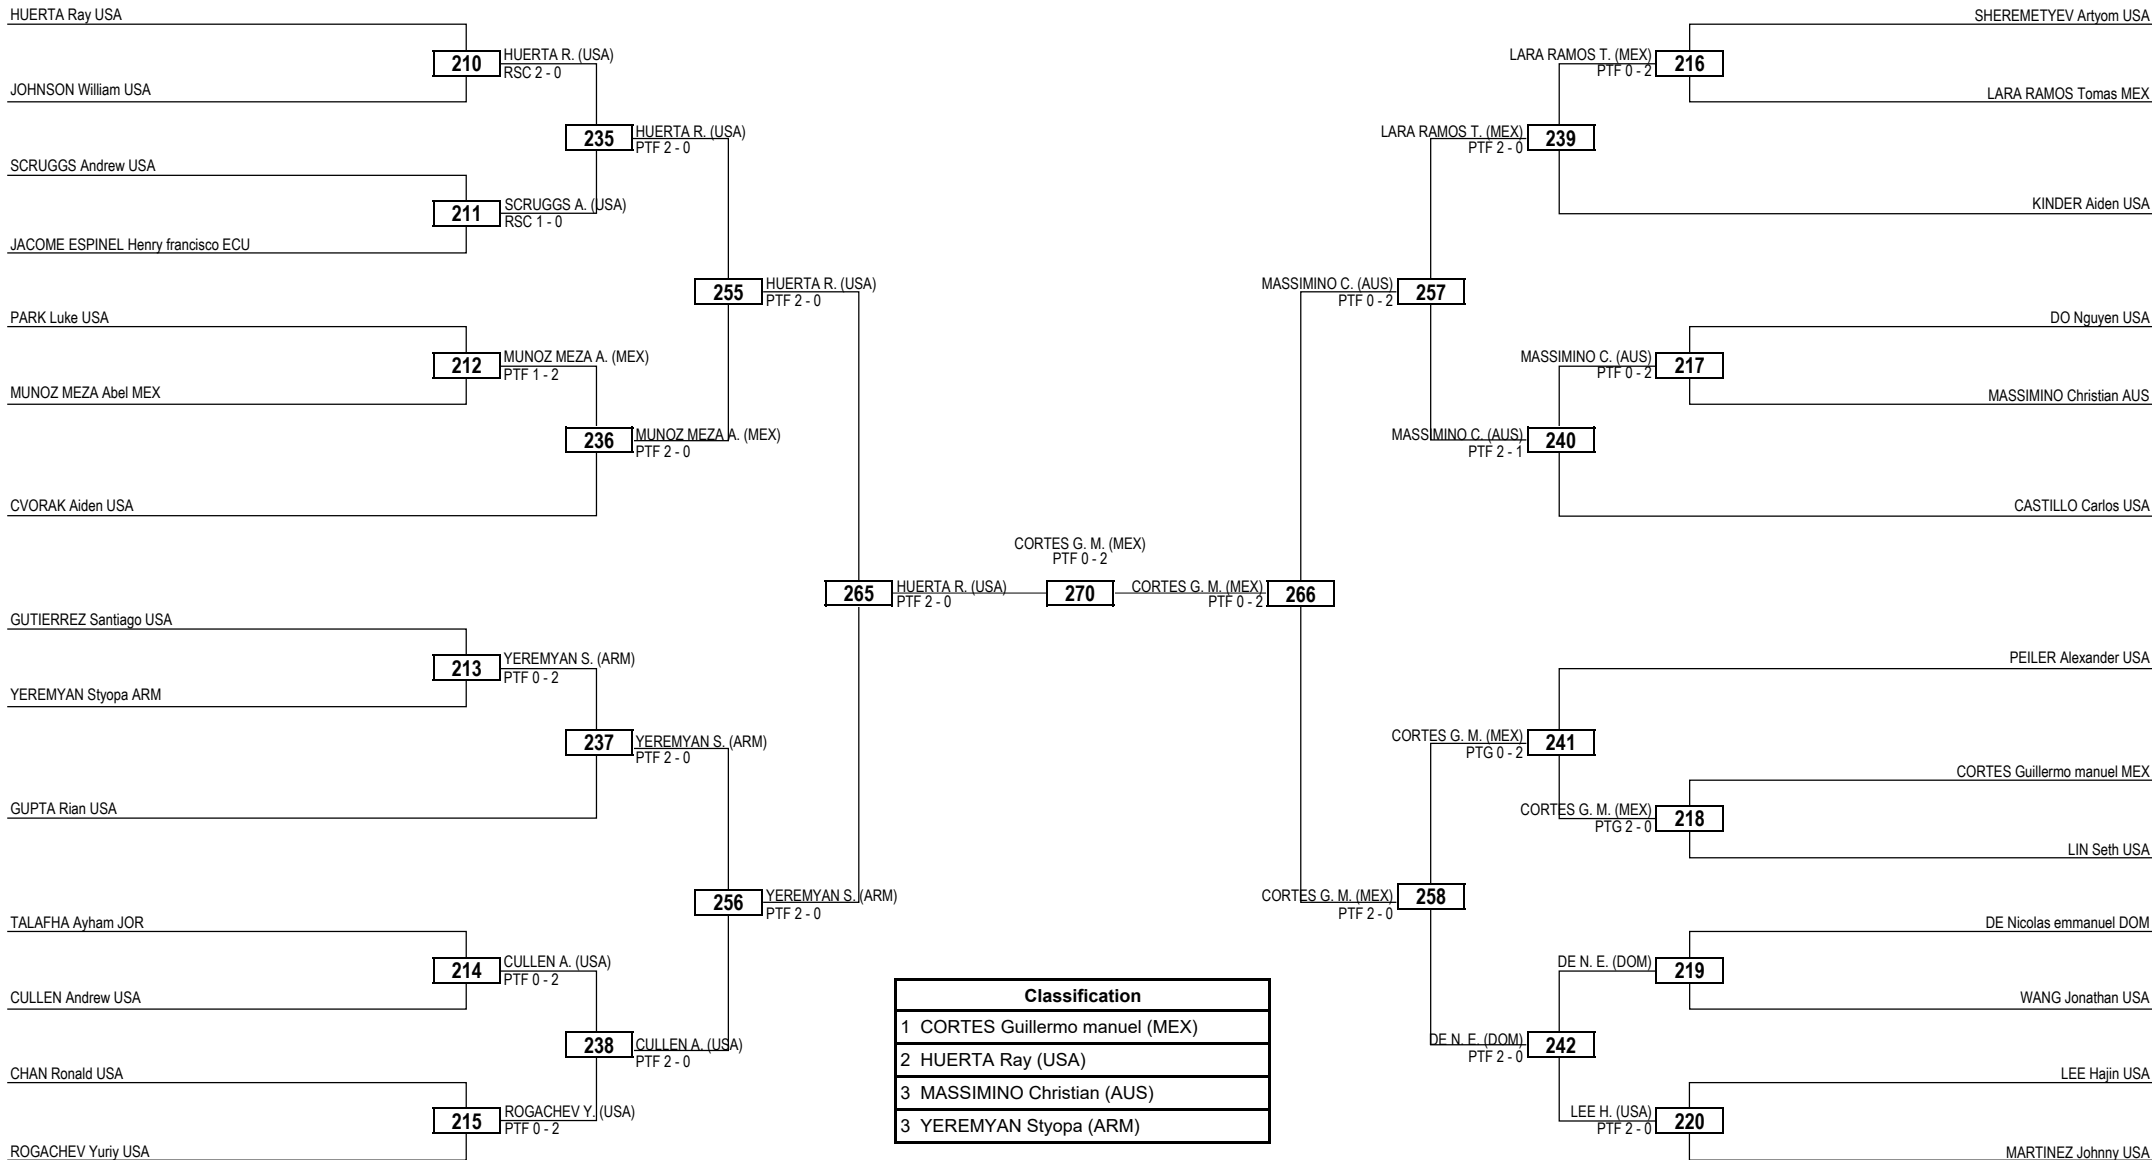 HUERTA Ray USA
210
HUERTA R. (USA)
RSC 2 - 0
JOHNSON William USA
235
HUERTA R. (USA)
PTF 2 - 0
SCRUGGS Andrew USA
211
SCRUGGS A. (USA)
RSC 1 - 0
JACOME ESPINEL Henry francisco ECU
255
HUERTA R. (USA)
PTF 2 - 0
PARK Luke USA
212
MUNOZ MEZA A. (MEX)
PTF 1 - 2
MUNOZ MEZA Abel MEX
236
MUNOZ MEZA A. (MEX)
PTF 2 - 0
CVORAK Aiden USA
265
HUERTA R. (USA)
PTF 2 - 0
GUTIERREZ Santiago USA
213
YEREMYAN S. (ARM)
PTF 0 - 2
YEREMYAN Styopa ARM
237
YEREMYAN S. (ARM)
PTF 2 - 0
GUPTA Rian USA
256
YEREMYAN S. (ARM)
PTF 2 - 0
TALAFHA Ayham JOR
214
CULLEN A. (USA)
PTF 0 - 2
CULLEN Andrew USA
238
CULLEN A. (USA)
PTF 2 - 0
CHAN Ronald USA
215
ROGACHEV Y. (USA)
PTF 0 - 2
ROGACHEV Yuriy USA
CORTES G. M. (MEX)
PTF 0 - 2
270
SHEREMETYEV Artyom USA
LARA RAMOS T. (MEX)
PTF 0 - 2
216
LARA RAMOS Tomas MEX
LARA RAMOS T. (MEX)
PTF 2 - 0
239
KINDER Aiden USA
MASSIMINO C. (AUS)
PTF 0 - 2
257
DO Nguyen USA
MASSIMINO C. (AUS)
PTF 0 - 2
217
MASSIMINO Christian AUS
MASSIMINO C. (AUS)
PTF 2 - 1
240
CASTILLO Carlos USA
CORTES G. M. (MEX)
PTF 0 - 2
266
PEILER Alexander USA
CORTES G. M. (MEX)
PTG 0 - 2
241
CORTES Guillermo manuel MEX
CORTES G. M. (MEX)
PTG 2 - 0
218
LIN Seth USA
CORTES G. M. (MEX)
PTF 2 - 0
258
DE Nicolas emmanuel DOM
DE N. E. (DOM)
219
WANG Jonathan USA
DE N. E. (DOM)
PTF 2 - 0
242
LEE Hajin USA
LEE H. (USA)
PTF 2 - 0
220
MARTINEZ Johnny USA
Classification
1 CORTES Guillermo manuel (MEX)
2 HUERTA Ray (USA)
3 MASSIMINO Christian (AUS)
3 YEREMYAN Styopa (ARM)